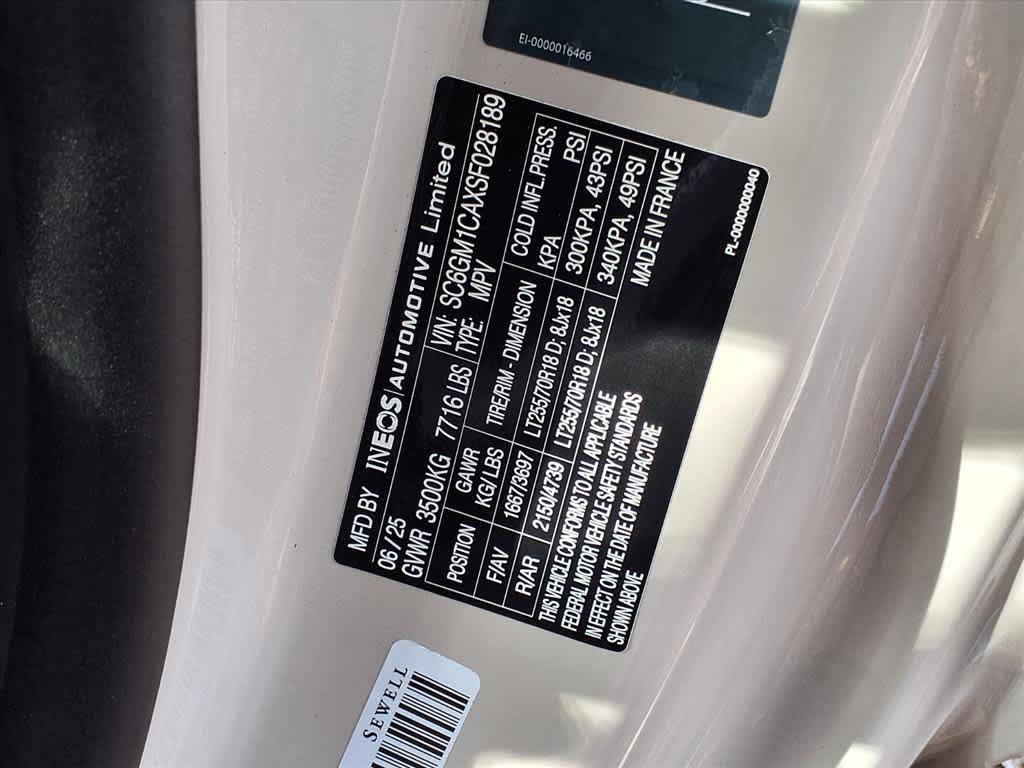 EI-0000016466
MFD BY INEOS|AUTOMOTIVE Limited
06/25 VIN: SC6GM1CAXSF028189
GVWR 3500KG 7716 LBS TYPE: MPV
POSITION GAWR KG/LBS TIRE/RIM - DIMENSION COLD INFL.PRESS. KPA PSI
F/AV 1667/3697 LT255/70R18 D; 8Jx18 300KPA, 43PSI
R/AR 2150/4739 LT255/70R18 D; 8Jx18 340KPA, 49PSI
THIS VEHICLE CONFORMS TO ALL APPLICABLE MADE IN FRANCE
FEDERAL MOTOR VEHICLE SAFETY STANDARDS
IN EFFECT ON THE DATE OF MANUFACTURE
SHOWN ABOVE
PL-0000000040
SEWELL